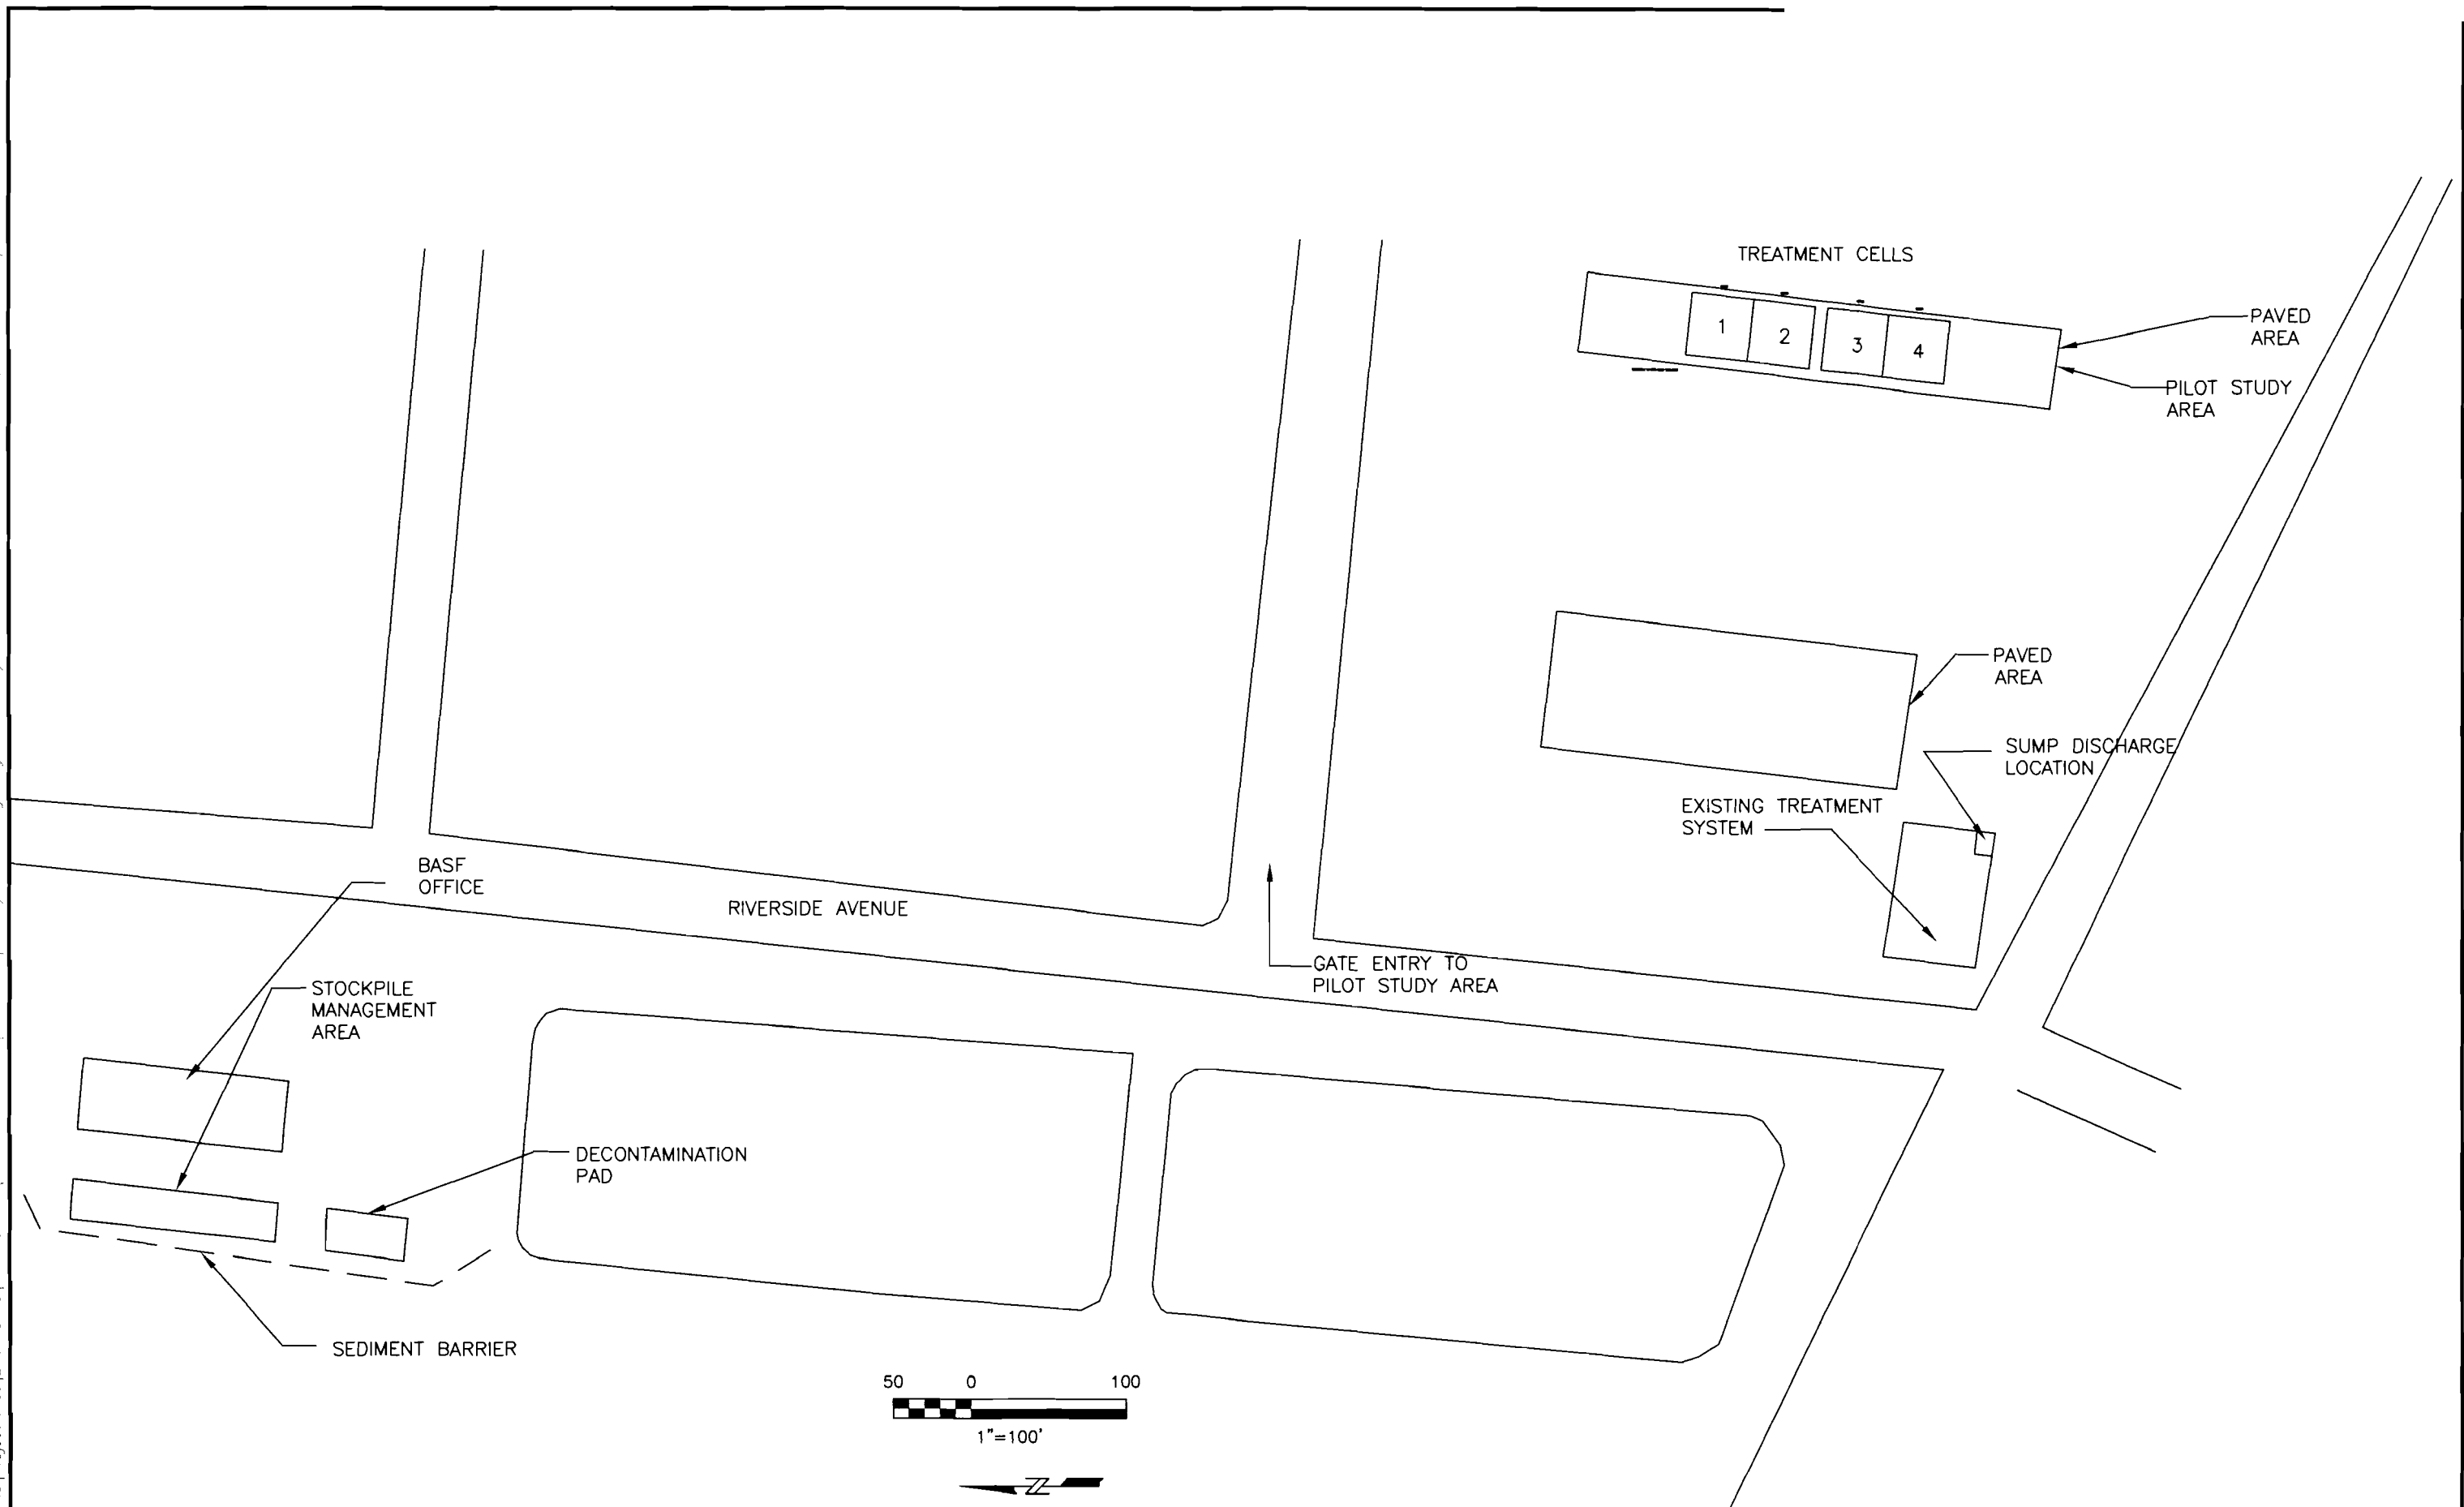 TREATMENT CELLS
1
2
3
4
PAVED
AREA
PILOT STUDY
AREA
PAVED
AREA
SUMP DISCHARGE
LOCATION
EXISTING TREATMENT
SYSTEM
BASF
OFFICE
RIVERSIDE AVENUE
GATE ENTRY TO
PILOT STUDY AREA
STOCKPILE
MANAGEMENT
AREA
DECONTAMINATION
PAD
SEDIMENT BARRIER
50 0 100
1"=100'
N